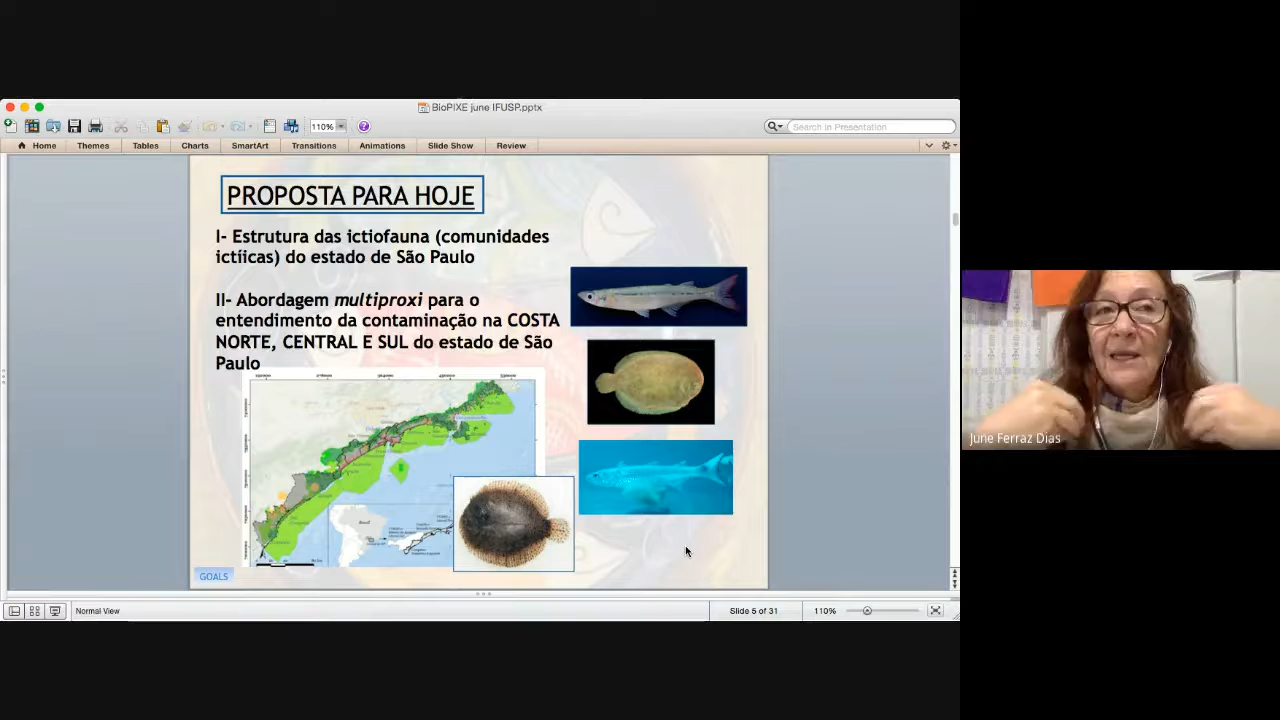 BioPIXE june IFUSP.pptx
110%
Search in Presentation
Home Themes Tables Charts SmartArt Transitions Animations Slide Show Review
PROPOSTA PARA HOJE
I- Estrutura das ictiofauna (comunidades
ictíicas) do estado de São Paulo
II- Abordagem multiproxi para o
entendimento da contaminação na COSTA
NORTE, CENTRAL E SUL do estado de São
Paulo
Brasil
GOALS
June Ferraz Dias
Normal View
Slide 5 of 31
110%